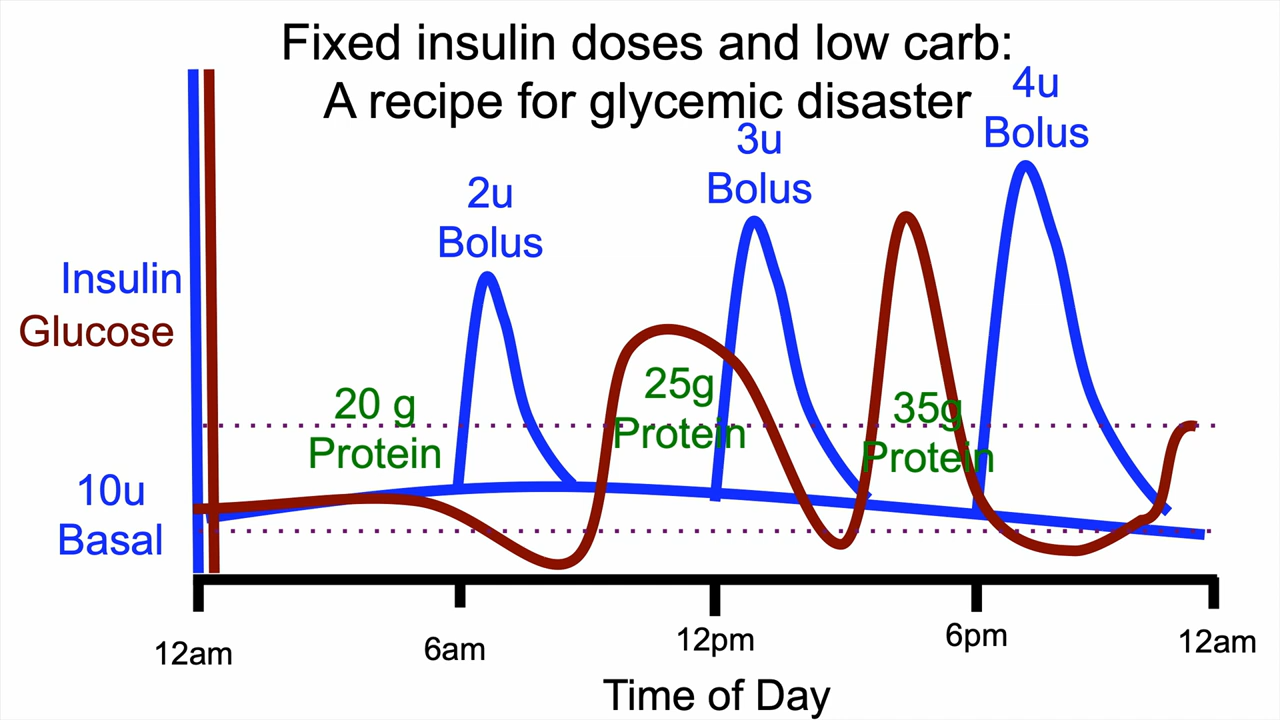 Fixed insulin doses and low carb:
A recipe for glycemic disaster
4u
Bolus
3u
Bolus
2u
Bolus
Insulin
Glucose
20 g
Protein
25g
Protein
35g
Protein
10u
Basal
12am
6am
12pm
6pm
12am
Time of Day